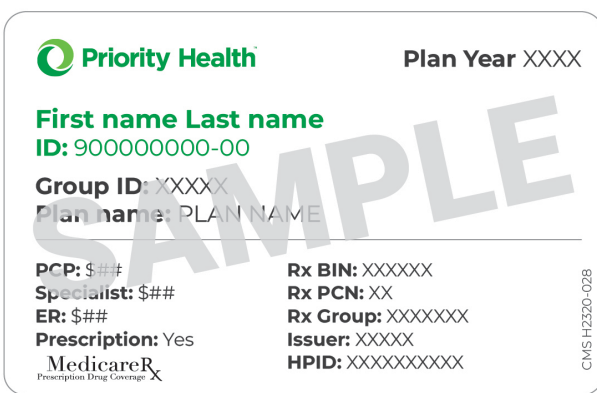 Priority Health™
Plan Year XXXX
First name Last name
ID: 900000000-00
Group ID: XXXXX
Plan name: PLAN NAME
SAMPLE
PCP: $##
Specialist: $##
ER: $##
Prescription: Yes
MedicareRx
Prescription Drug Coverage
Rx BIN: XXXXXX
Rx PCN: XX
Rx Group: XXXXXXX
Issuer: XXXXX
HPID: XXXXXXXXXX
CMS H2320-028